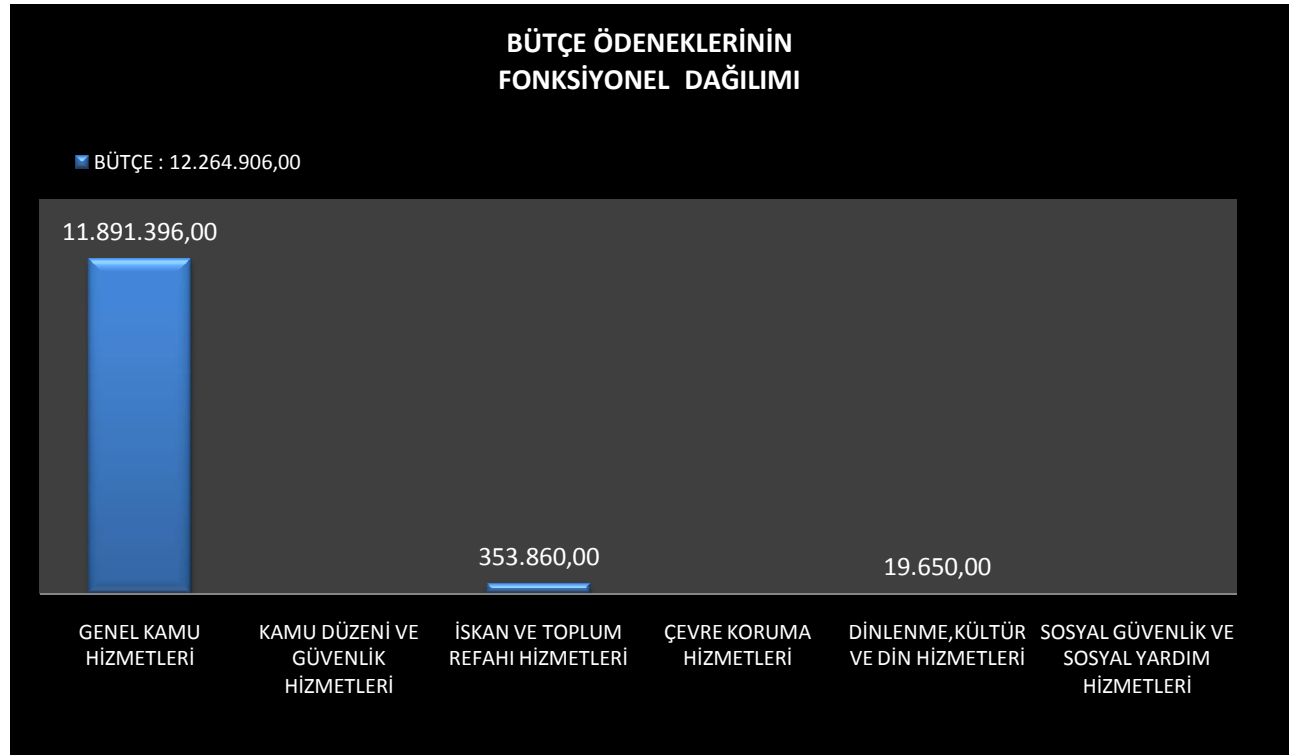 BÜTÇE ÖDENEKLERİNİN
FONKSİYONEL DAĞILIMI
BÜTÇE : 12.264.906,00
11.891.396,00
353.860,00
19.650,00
GENEL KAMU
HİZMETLERİ
KAMU DÜZENİ VE
GÜVENLİK
HİZMETLERİ
İSKAN VE TOPLUM
REFAHI HİZMETLERİ
ÇEVRE KORUMA
HİZMETLERİ
DİNLENME,KÜLTÜR
VE DİN HİZMETLERİ
SOSYAL GÜVENLİK VE
SOSYAL YARDIM
HİZMETLERİ